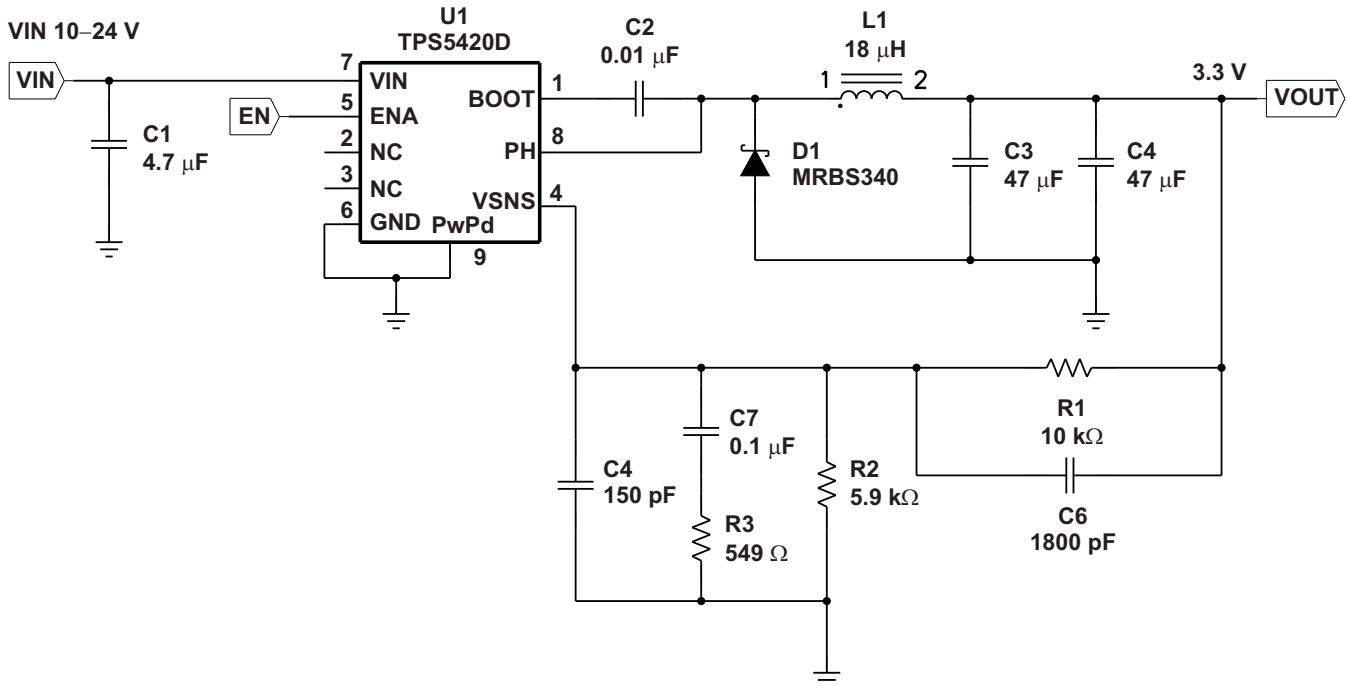 VIN 10–24 V
VIN
C1
4.7 μF
EN
U1
TPS5420D
7
VIN
5
ENA
2
NC
3
NC
6
GND
PwPd
9
BOOT
1
PH
8
VSNS
4
C2
0.01 μF
L1
18 μH
1
2
D1
MRBS340
C3
47 μF
C4
47 μF
3.3 V
VOUT
C4
150 pF
C7
0.1 μF
R3
549 Ω
R2
5.9 kΩ
R1
10 kΩ
C6
1800 pF